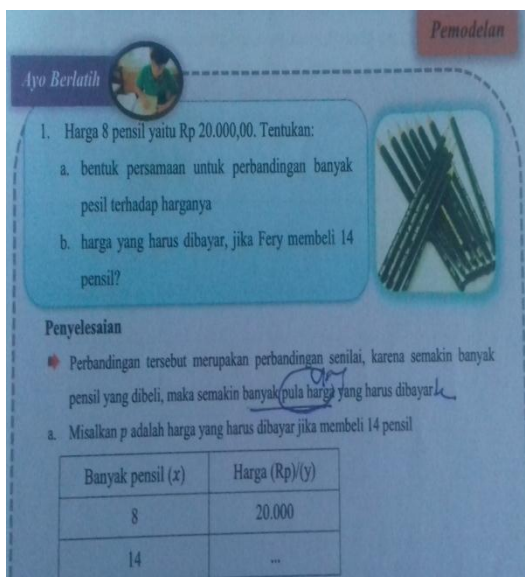 Pemodelan
Ayo Berlatih
1. Harga 8 pensil yaitu Rp 20.000,00. Tentukan:
a. bentuk persamaan untuk perbandingan banyak
pesil terhadap harganya
b. harga yang harus dibayar, jika Fery membeli 14
pensil?
Penyelesaian
Perbandingan tersebut merupakan perbandingan senilai, karena semakin banyak
pensil yang dibeli, maka semakin banyak pula harga yang harus dibayar
a. Misalkan p adalah harga yang harus dibayar jika membeli 14 pensil
Banyak pensil (x) Harga (Rp)/(y)
8 20.000
14 ...